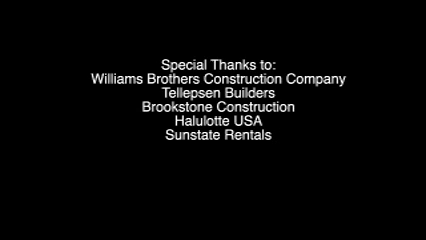 Special Thanks to:
Williams Brothers Construction Company
Tellepsen Builders
Brookstone Construction
Halulotte USA
Sunstate Rentals